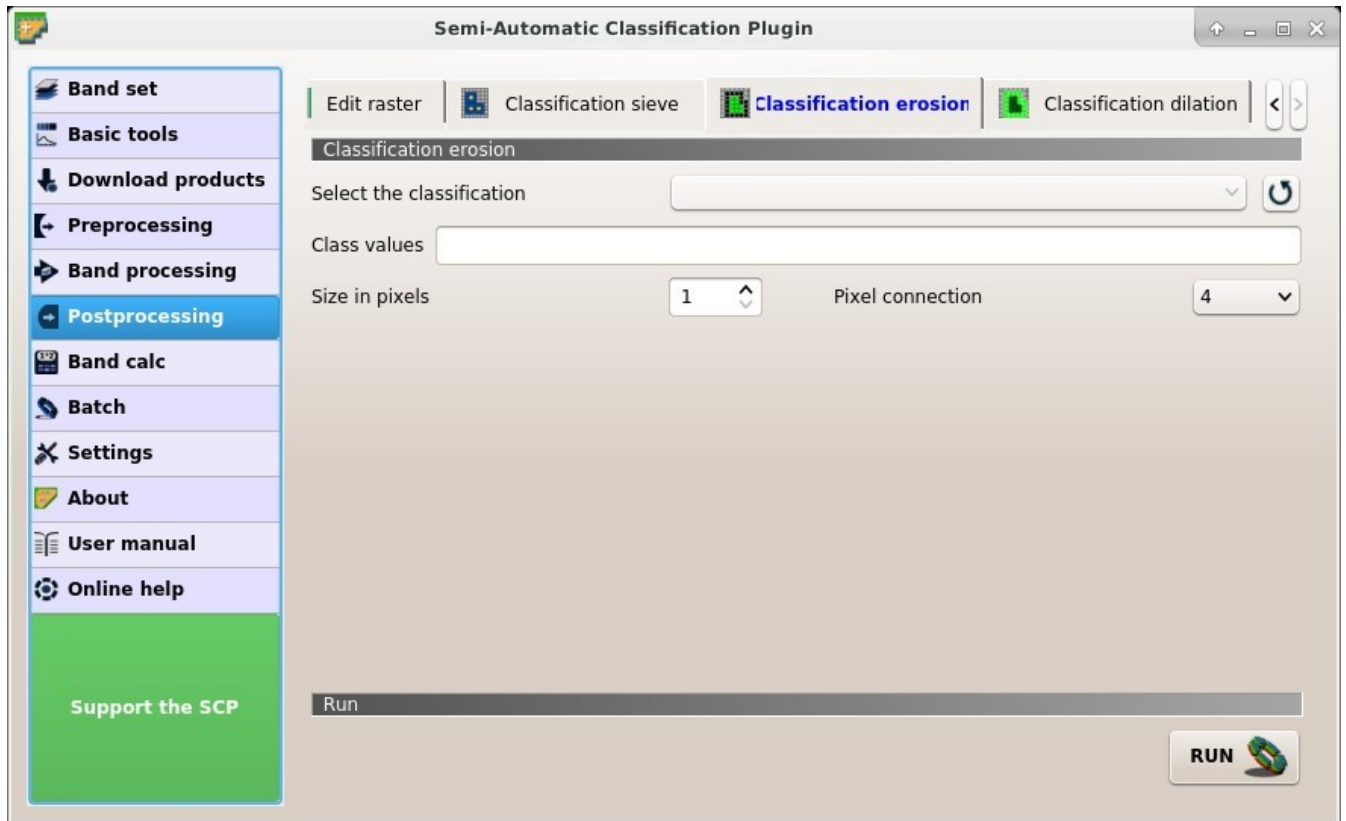 Semi-Automatic Classification Plugin
Band set
Basic tools
Download products
Preprocessing
Band processing
Postprocessing
Band calc
Batch
Settings
About
User manual
Online help
Support the SCP
Edit raster
Classification sieve
Classification erosion
Classification dilation
Classification erosion
Select the classification
Class values
Size in pixels 1 Pixel connection 4
Run
RUN